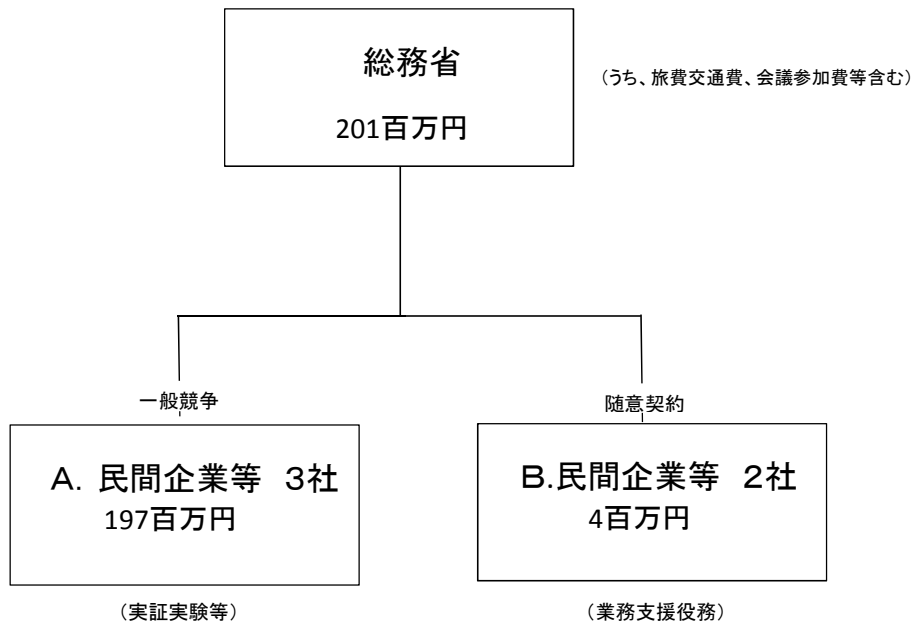 総務省
201百万円
（うち、旅費交通費、会議参加費等含む）
一般競争
随意契約
A. 民間企業等　3社
197百万円
B.民間企業等　2社
4百万円
（実証実験等）
（業務支援役務）